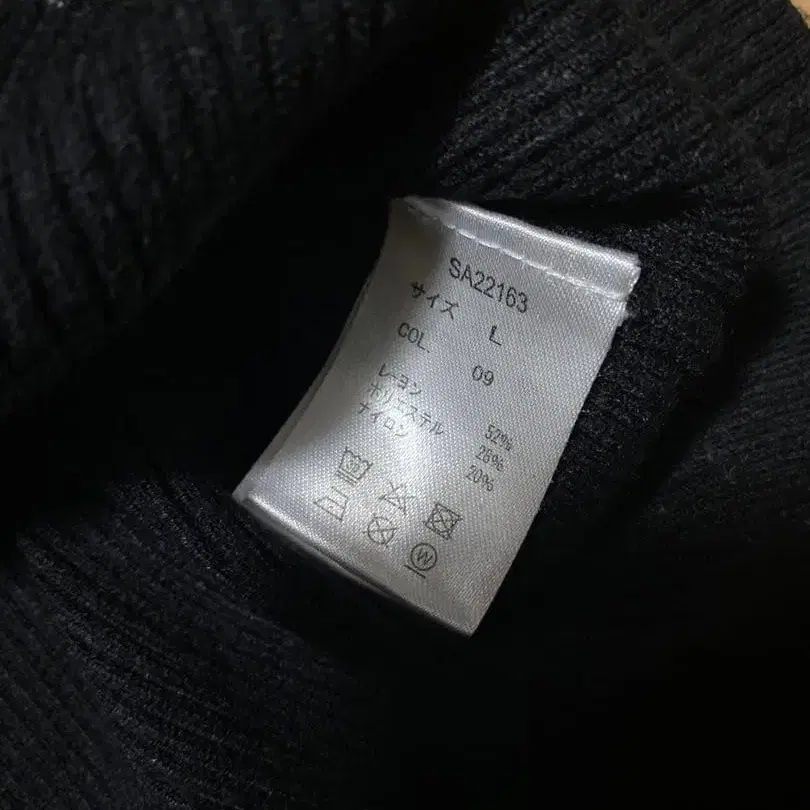 SA22163
サイズ L
COL. 09
レーヨン 52%
ポリエステル 28%
ナイロン 20%
W